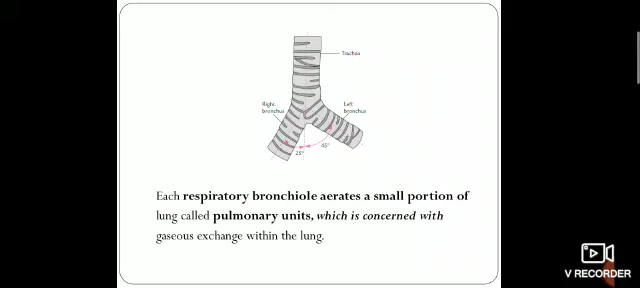 Trachea
Right
bronchus
Left
bronchus
25°
45°
Each respiratory bronchiole aerates a small portion of
lung called pulmonary units, which is concerned with
gaseous exchange within the lung.
V RECORDER